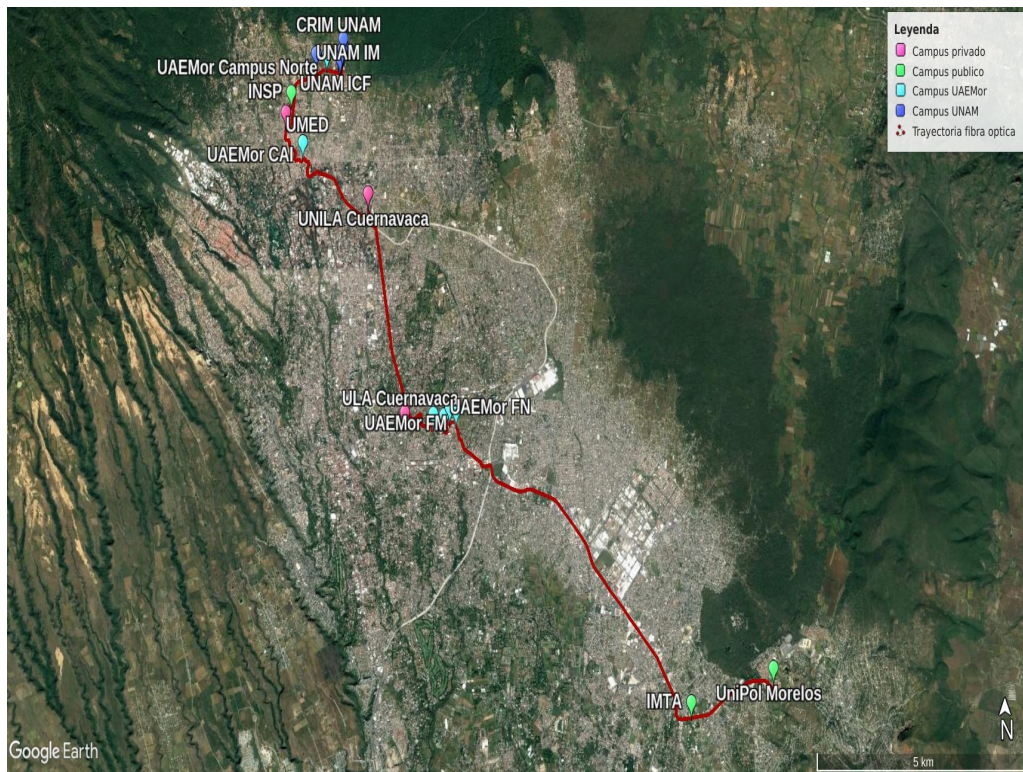 CRIM UNAM
UNAM IM
UAEMor Campus Norte
UNAM ICF
INSP
UMED
UAEMor CAI
UNILA Cuernavaca
ULA Cuernavaca
UAEMor FN
UAEMor FM
IMTA
UniPol Morelos
Leyenda
Campus privado
Campus publico
Campus UAEMor
Campus UNAM
Trayectoria fibra optica
N
Google Earth
5 km